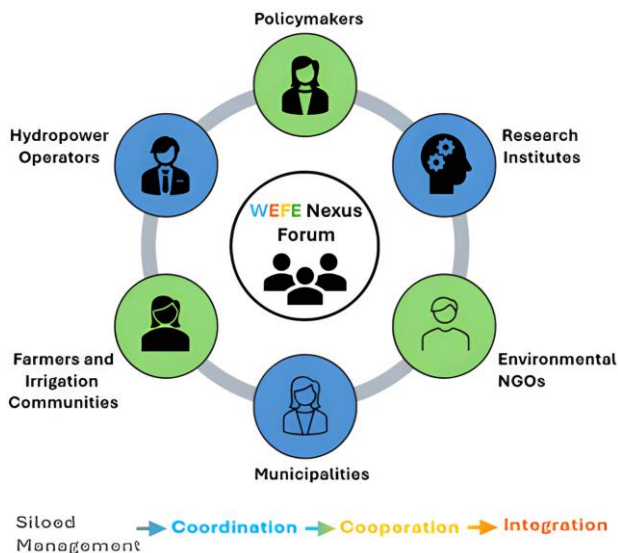 Policymakers
Hydropower
Operators
Research
Institutes
WEFE Nexus
Forum
Farmers and
Irrigation
Communities
Environmental
NGOs
Municipalities
Siloed
Management
Coordination
Cooperation
Integration